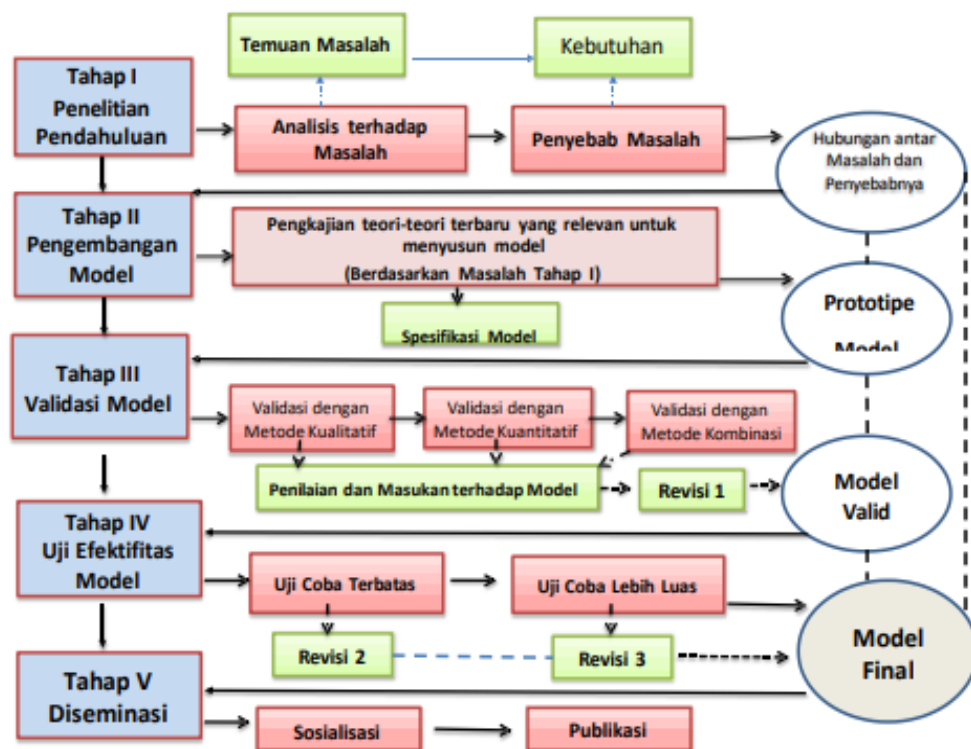 Temuan Masalah
Kebutuhan
Tahap I
Penelitian
Pendahuluan
Analisis terhadap
Masalah
Penyebab Masalah
Hubungan antar
Masalah dan
Penyebabnya
Tahap II
Pengembangan
Model
Pengkajian teori-teori terbaru yang relevan untuk
menyusun model
(Berdasarkan Masalah Tahap I)
Spesifikasi Model
Prototipe
Model
Tahap III
Validasi Model
Validasi dengan
Metode Kualitatif
Validasi dengan
Metode Kuantitatif
Validasi dengan
Metode Kombinasi
Penilaian dan Masukan terhadap Model
Revisi 1
Model
Valid
Tahap IV
Uji Efektifitas
Model
Uji Coba Terbatas
Uji Coba Lebih Luas
Revisi 2
Revisi 3
Model
Final
Tahap V
Diseminasi
Sosialisasi
Publikasi